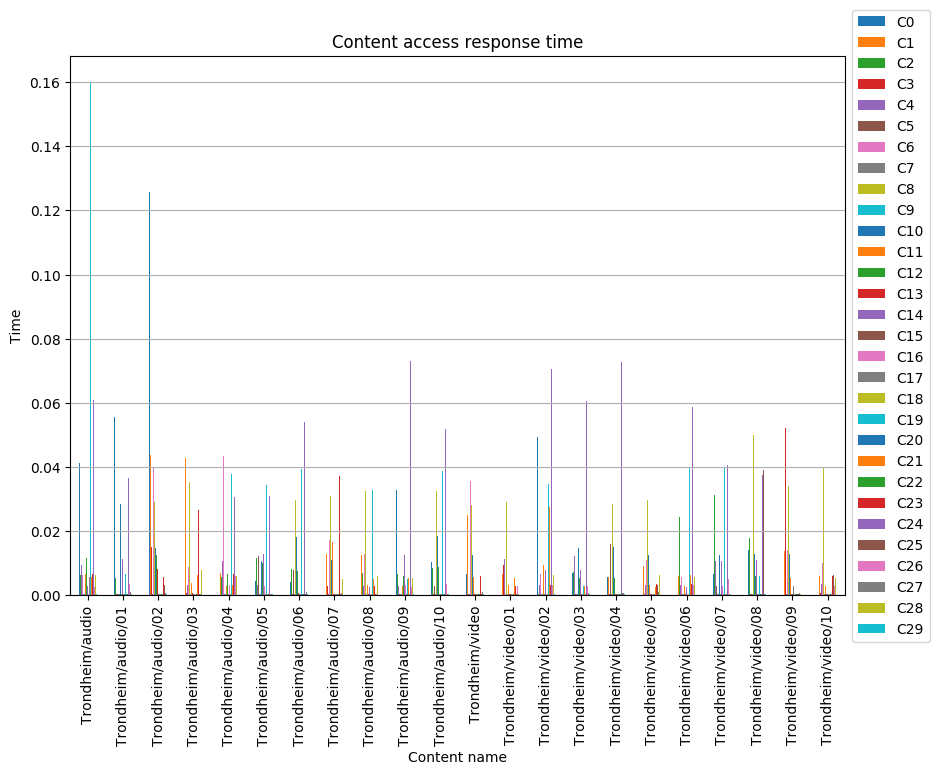 Content access response time
Time
0.16
0.14
0.12
0.10
0.08
0.06
0.04
0.02
0.00
Trondheim/audio
Trondheim/audio/01
Trondheim/audio/02
Trondheim/audio/03
Trondheim/audio/04
Trondheim/audio/05
Trondheim/audio/06
Trondheim/audio/07
Trondheim/audio/08
Trondheim/audio/09
Trondheim/audio/10
Trondheim/video
Trondheim/video/01
Trondheim/video/02
Trondheim/video/03
Trondheim/video/04
Trondheim/video/05
Trondheim/video/06
Trondheim/video/07
Trondheim/video/08
Trondheim/video/09
Trondheim/video/10
Content name
C0
C1
C2
C3
C4
C5
C6
C7
C8
C9
C10
C11
C12
C13
C14
C15
C16
C17
C18
C19
C20
C21
C22
C23
C24
C25
C26
C27
C28
C29